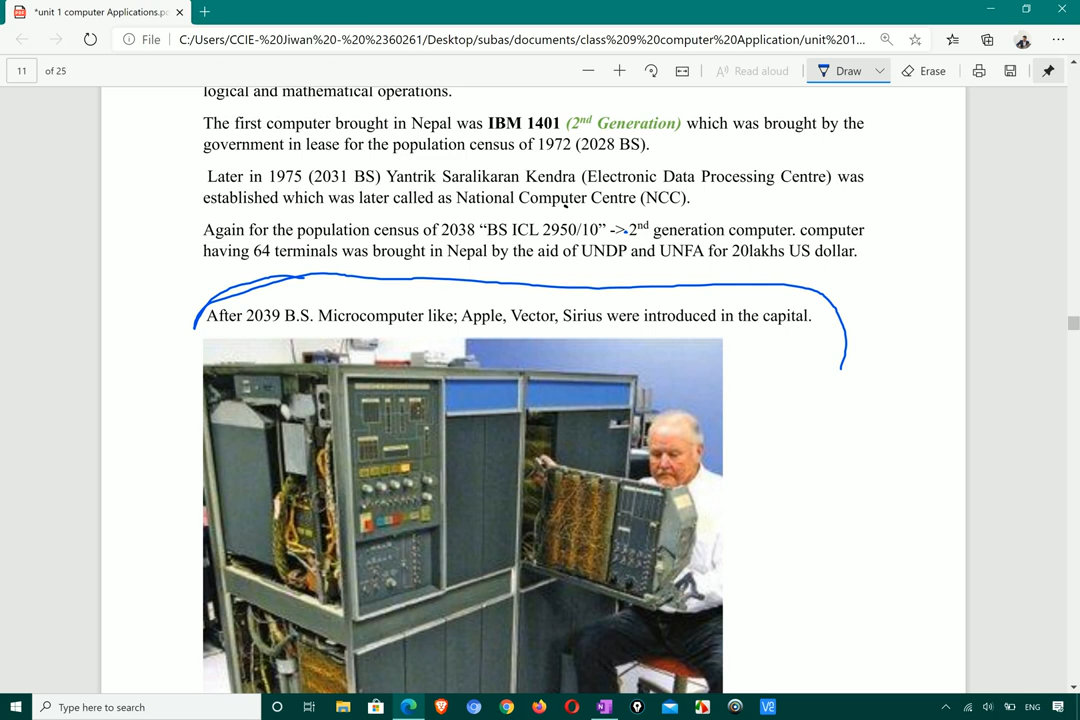 *unit 1 computer Applications.pd
File
C:/Users/CCIE-%20Jiwan%20-%20%2360261/Desktop/subas/documents/class%209%20computer%20Application/unit%201...
11 of 25
Read aloud
Draw
Erase
logical and mathematical operations.
The first computer brought in Nepal was IBM 1401 (2nd Generation) which was brought by the
government in lease for the population census of 1972 (2028 BS).
Later in 1975 (2031 BS) Yantrik Saralikaran Kendra (Electronic Data Processing Centre) was
established which was later called as National Computer Centre (NCC).
Again for the population census of 2038 “BS ICL 2950/10” -> 2nd generation computer. computer
having 64 terminals was brought in Nepal by the aid of UNDP and UNFA for 20lakhs US dollar.
After 2039 B.S. Microcomputer like; Apple, Vector, Sirius were introduced in the capital.
Type here to search
ENG